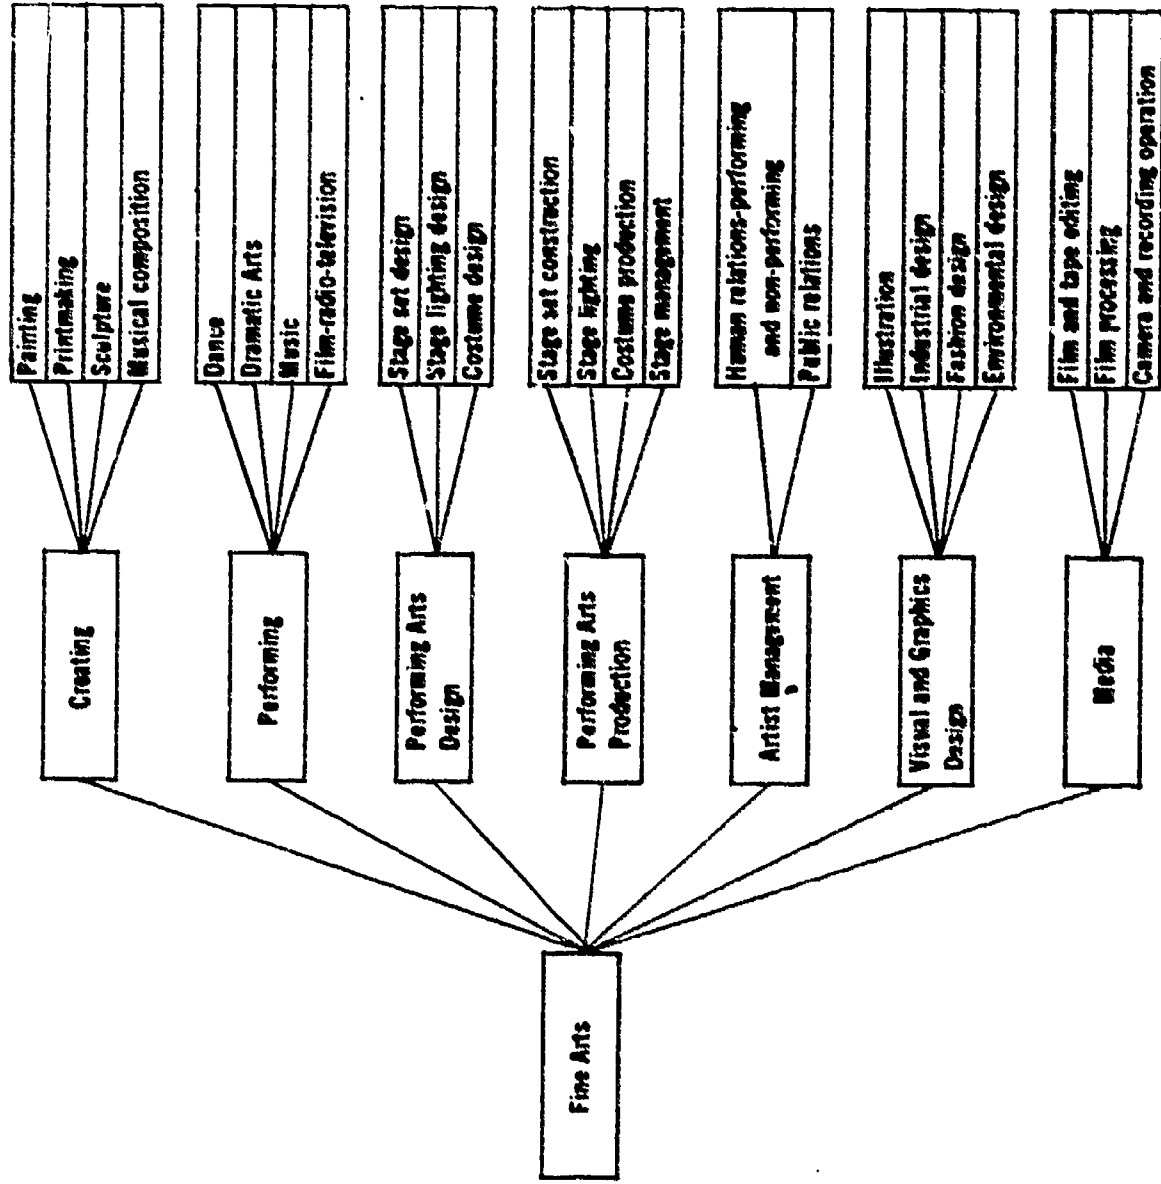 Fine Arts
Creating
Painting
Printmaking
Sculpture
Musical composition
Performing
Dance
Dramatic Arts
Music
Film-radio-television
Performing Arts
Design
Stage set design
Stage lighting design
Costume design
Performing Arts
Production
Stage set construction
Stage lighting
Costume production
Stage management
Artist Management
Human relations-performing
and non-performing
Public relations
Visual and Graphics
Design
Illustration
Industrial design
Fashion design
Environmental design
Media
Film and tape editing
Film processing
Camera and recording operation